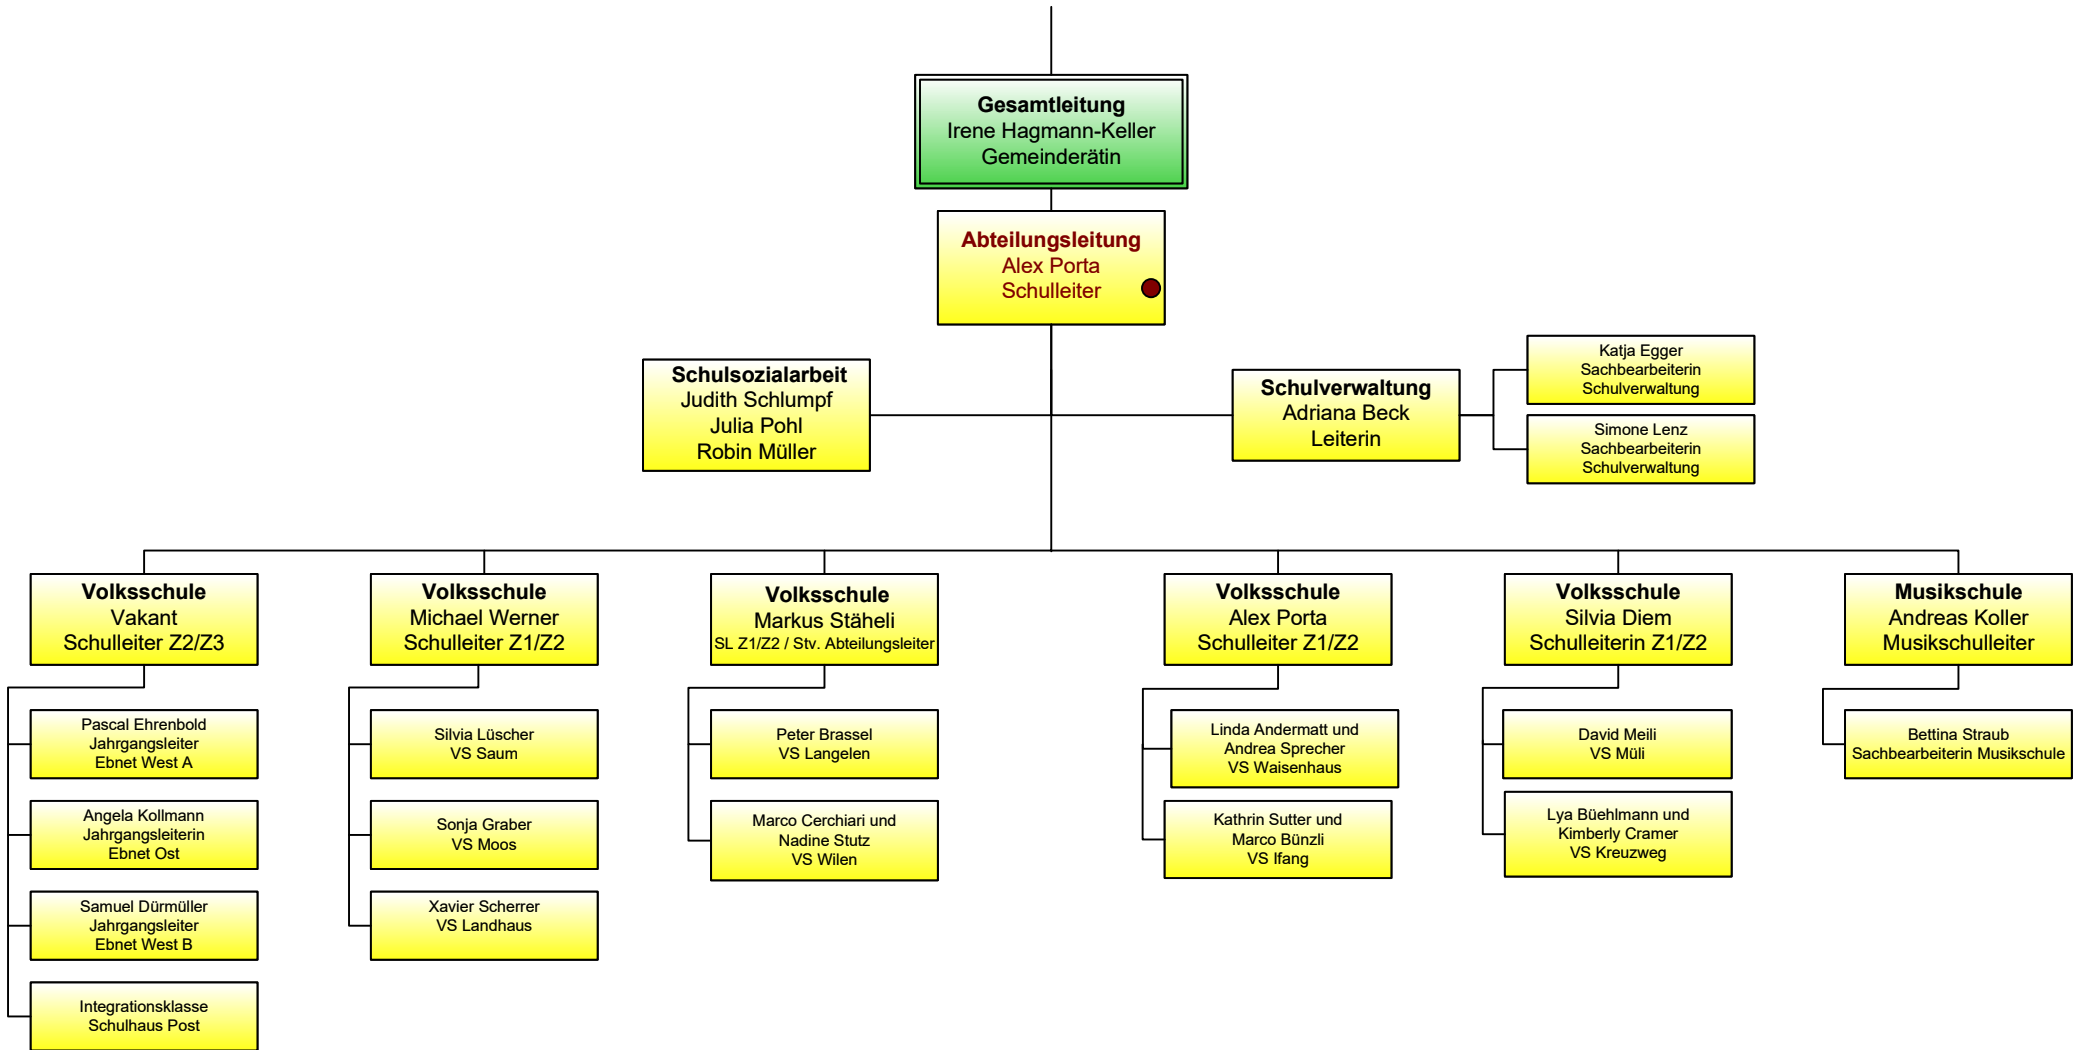 Gesamtleitung
Irene Hagmann-Keller
Gemeinderätin
Abteilungsleitung
Alex Porta
Schulleiter
Schulsozialarbeit
Judith Schlumpf
Julia Pohl
Robin Müller
Schulverwaltung
Adriana Beck
Leiterin
Katja Egger
Sachbearbeiterin
Schulverwaltung
Simone Lenz
Sachbearbeiterin
Schulverwaltung
Volksschule
Vakant
Schulleiter Z2/Z3
Pascal Ehrenbold
Jahrgangsleiter
Ebnet West A
Angela Kollmann
Jahrgangsleiterin
Ebnet Ost
Samuel Dürmüller
Jahrgangsleiter
Ebnet West B
Integrationsklasse
Schulhaus Post
Volksschule
Michael Werner
Schulleiter Z1/Z2
Silvia Lüscher
VS Saum
Sonja Graber
VS Moos
Xavier Scherrer
VS Landhaus
Volksschule
Markus Stäheli
SL Z1/Z2 / Stv. Abteilungsleiter
Peter Brassel
VS Langelen
Marco Cerchiari und
Nadine Stutz
VS Wilen
Volksschule
Alex Porta
Schulleiter Z1/Z2
Linda Andermatt und
Andrea Sprecher
VS Waisenhaus
Kathrin Sutter und
Marco Bünzli
VS Ifang
Volksschule
Silvia Diem
Schulleiterin Z1/Z2
David Meili
VS Müli
Lya Büehlmann und
Kimberly Cramer
VS Kreuzweg
Musikschule
Andreas Koller
Musikschulleiter
Bettina Straub
Sachbearbeiterin Musikschule